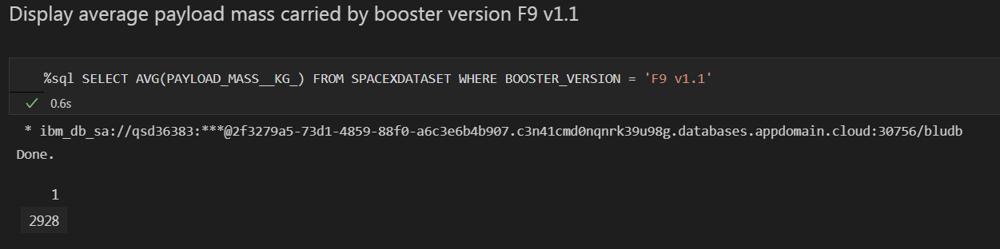 Display average payload mass carried by booster version F9 v1.1
%sql SELECT AVG(PAYLOAD_MASS__KG_) FROM SPACEXDATASET WHERE BOOSTER_VERSION = 'F9 v1.1'
0.6s
* ibm_db_sa://qsd36383:***@2f3279a5-73d1-4859-88f0-a6c3e6b4b907.c3n41cmd0nqnrk39u98g.databases.appdomain.cloud:30756/bludb
Done.
1
2928